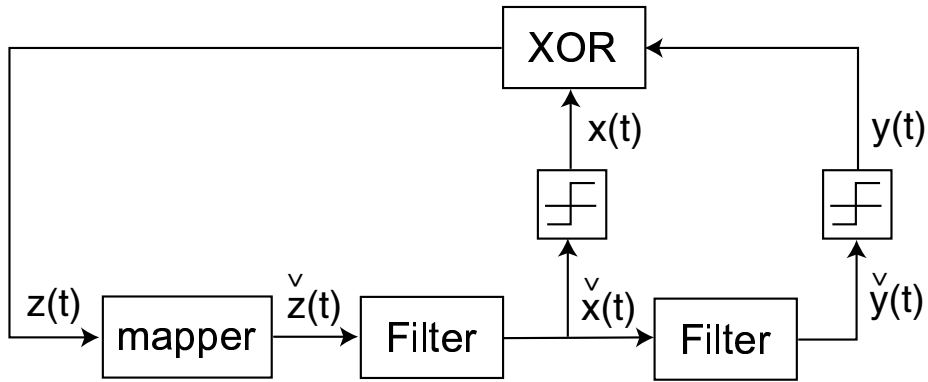 XOR
x(t)
y(t)
z(t)
mapper
ž(t)
Filter
x̌(t)
Filter
y̌(t)